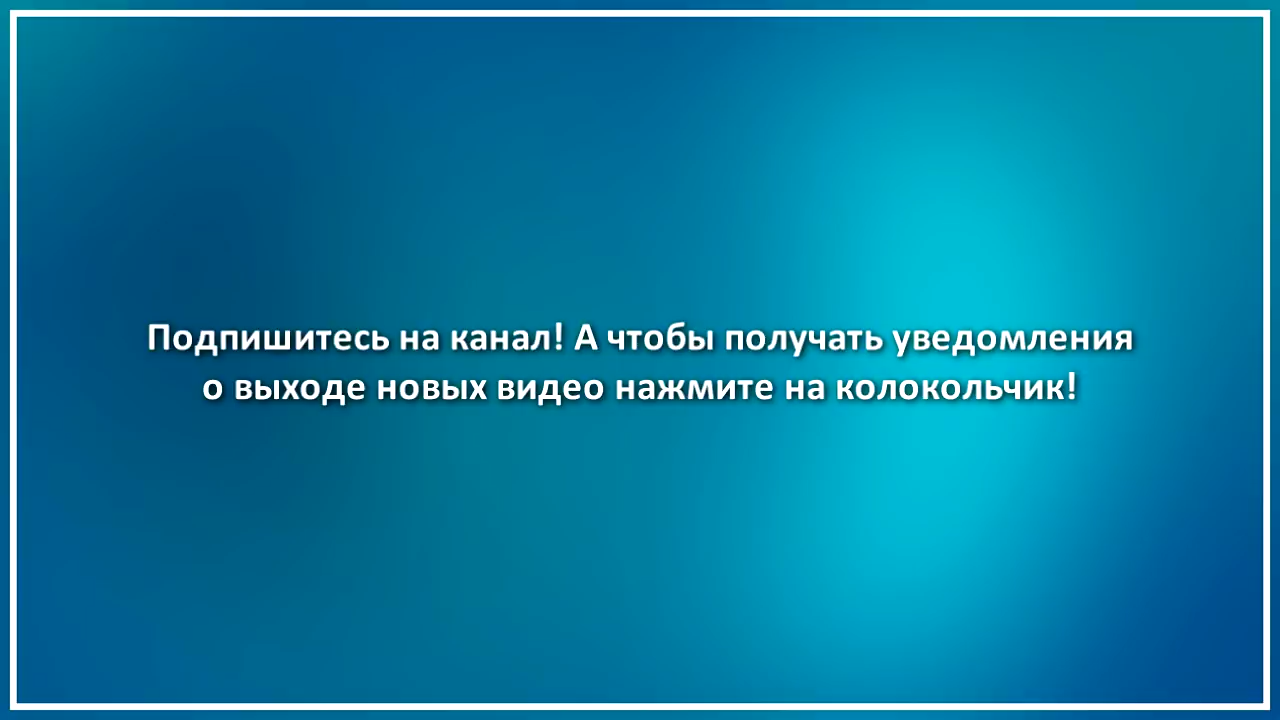 Подпишитесь на канал! А чтобы получать уведомления
о выходе новых видео нажмите на колокольчик!